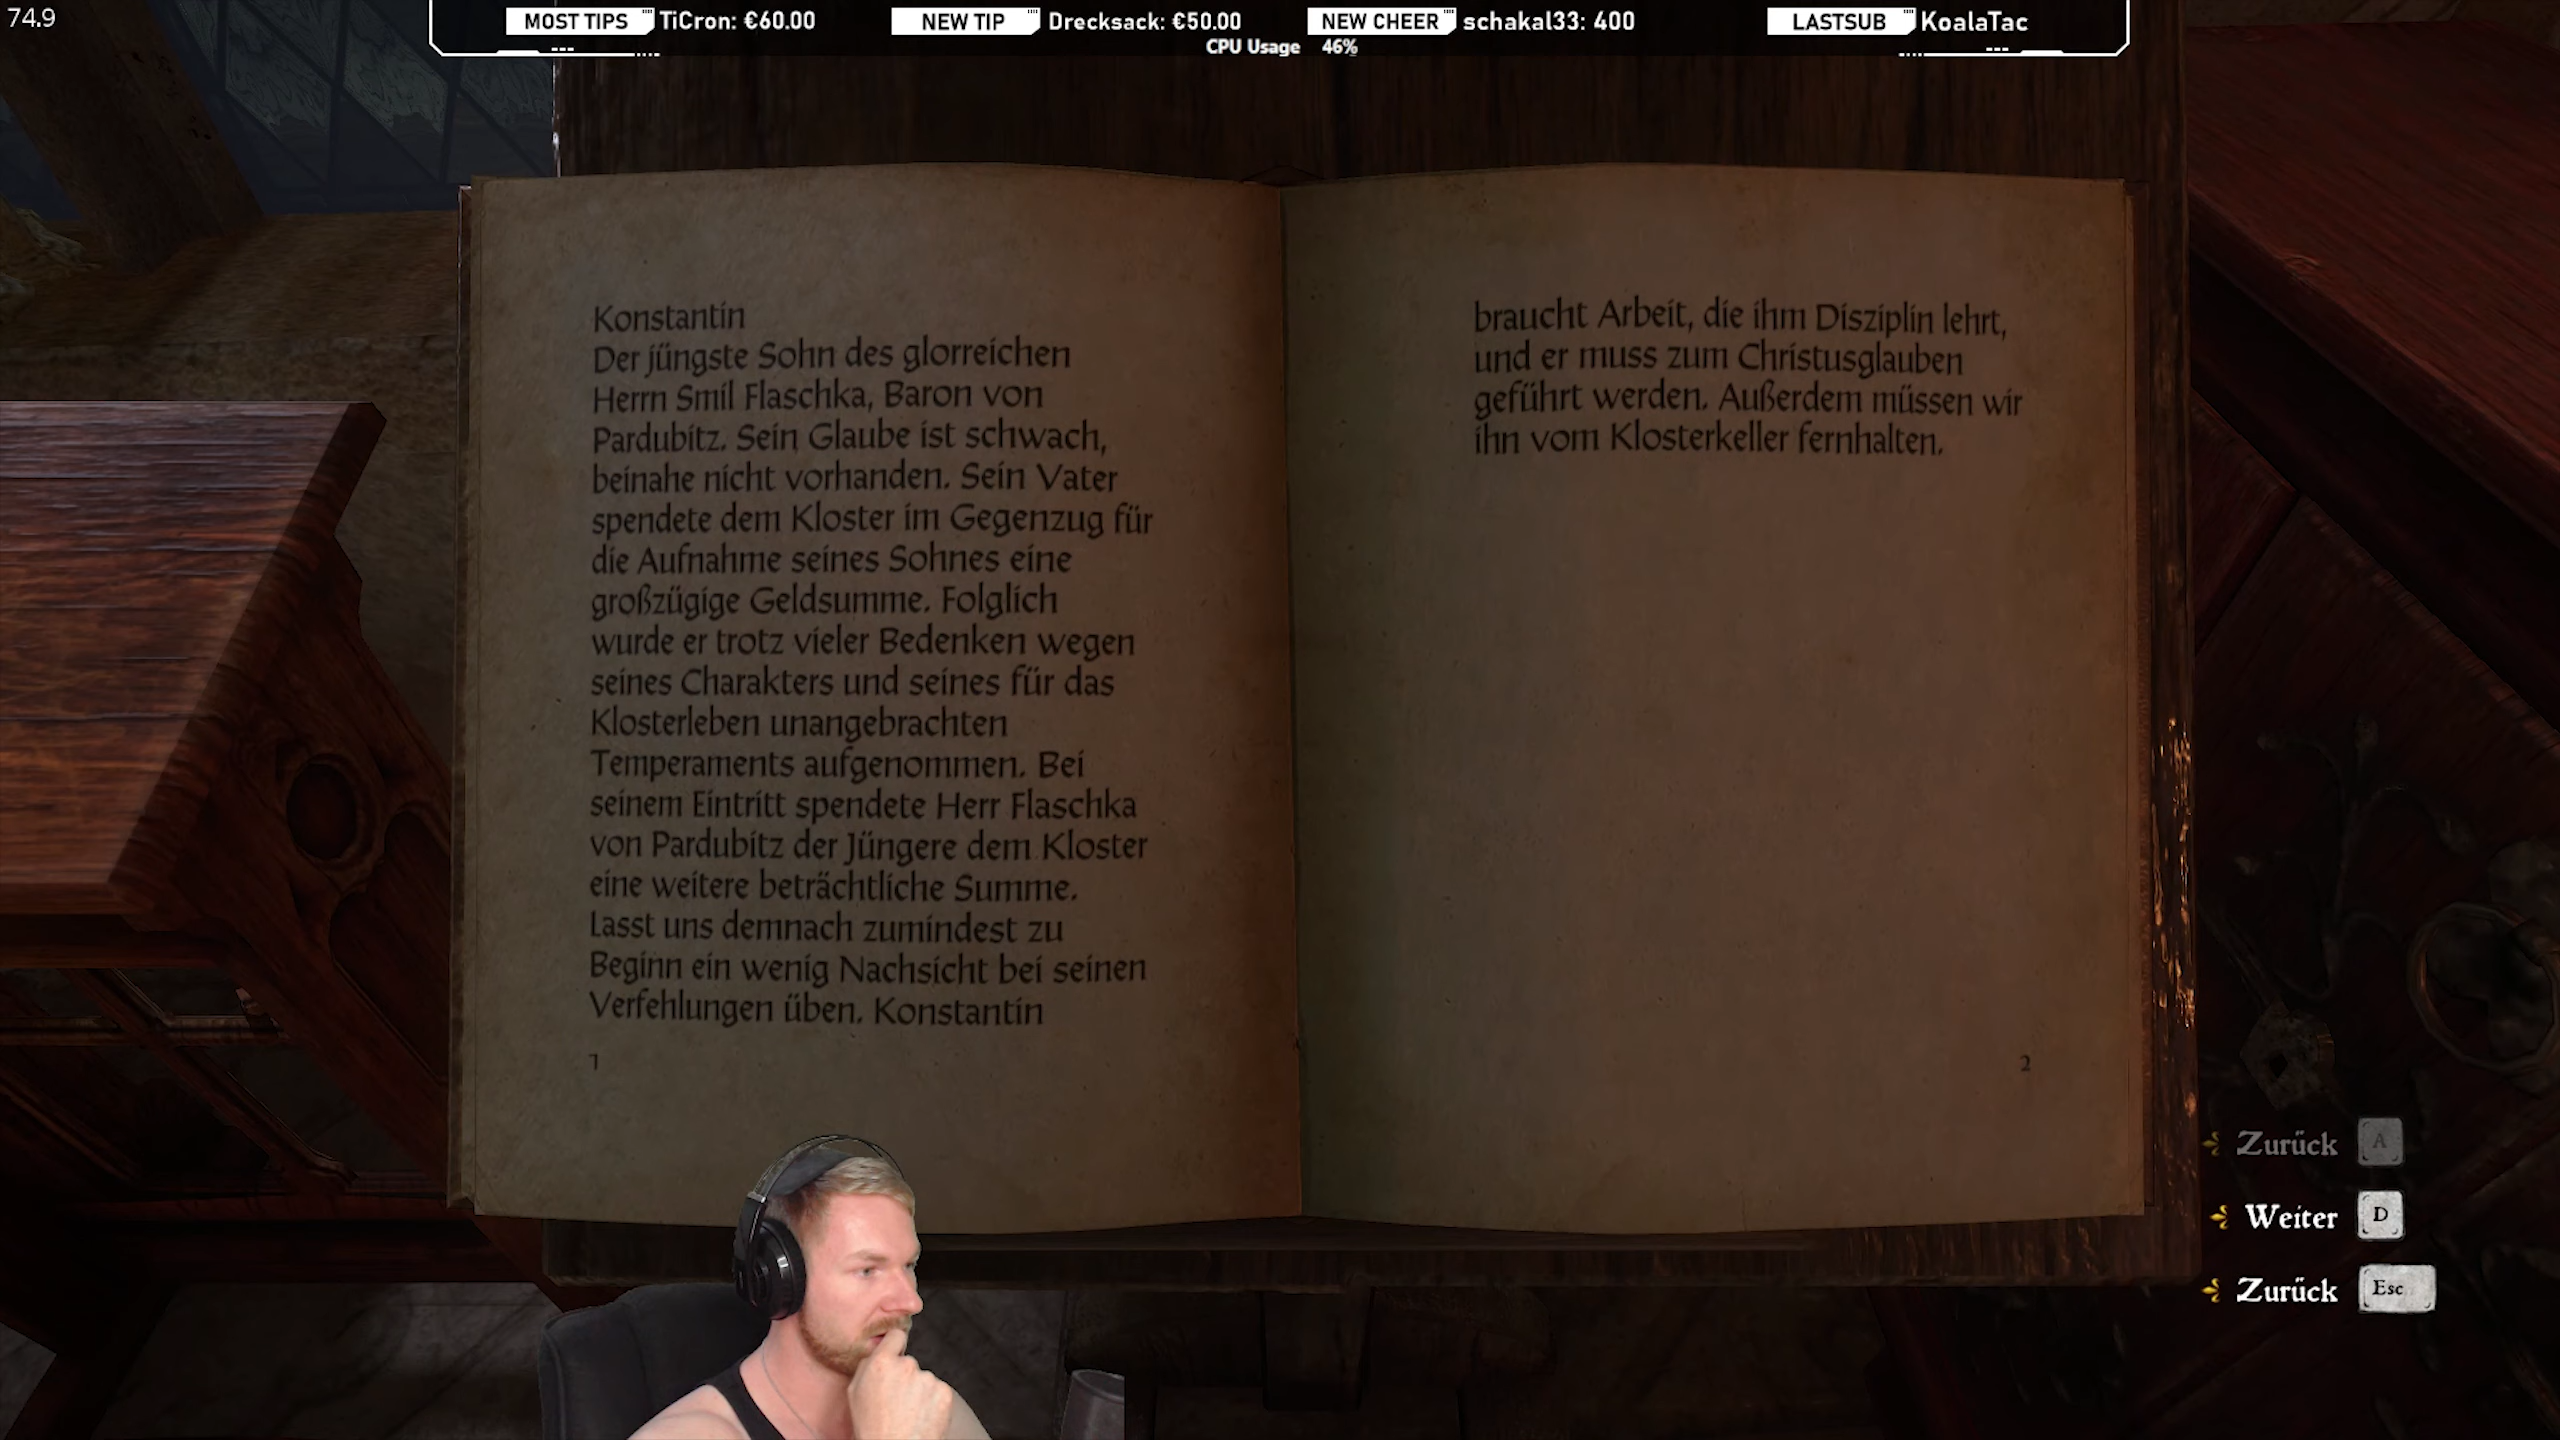 74.9
MOST TIPS TiCron: €60.00
NEW TIP Drecksack: €50.00
NEW CHEER schakal33: 400
LASTSUB KoalaTac
CPU Usage 46%
Konstantin
Der jüngste Sohn des glorreichen
Herrn Smil Flaschka, Baron von
Pardubitz. Sein Glaube ist schwach,
beinahe nicht vorhanden. Sein Vater
spendete dem Kloster im Gegenzug für
die Aufnahme seines Sohnes eine
großzügige Geldsumme. Folglich
wurde er trotz vieler Bedenken wegen
seines Charakters und seines für das
Klosterleben unangebrachten
Temperaments aufgenommen. Bei
seinem Eintritt spendete Herr Flaschka
von Pardubitz der Jüngere dem Kloster
eine weitere beträchtliche Summe.
Lasst uns demnach zumindest zu
Beginn ein wenig Nachsicht bei seinen
Verfehlungen üben. Konstantin
1
braucht Arbeit, die ihm Disziplin lehrt,
und er muss zum Christusglauben
geführt werden. Außerdem müssen wir
ihn vom Klosterkeller fernhalten.
2
Zurück A
Weiter D
Zurück Esc